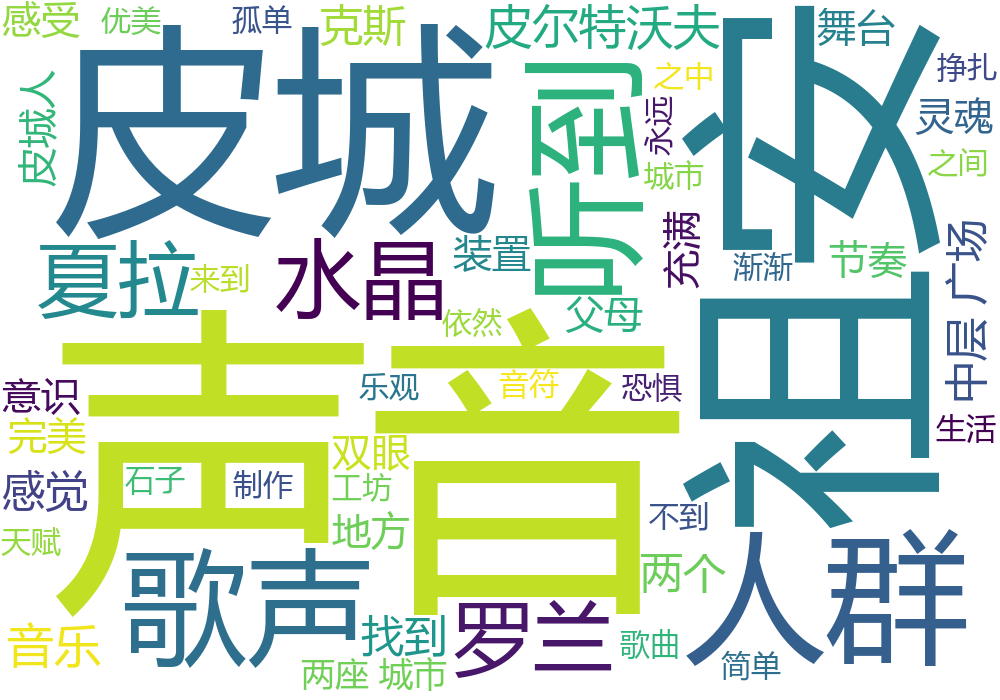 感受
优美
孤单
克斯
皮尔特沃夫
舞台
皮城
听到
之中
永远
城市
祖安
挣扎
灵魂
之间
皮城人
夏拉
来到
水晶
装置
充满
渐渐
节奏
中层 广场
父母
依然
声音
意识
完美
乐观
音符
恐惧
生活
双眼
感觉
石子
制作
工坊
天赋
地方
不到
两个
人群
音乐
歌声
找到
罗兰
歌曲
简单
两座 城市